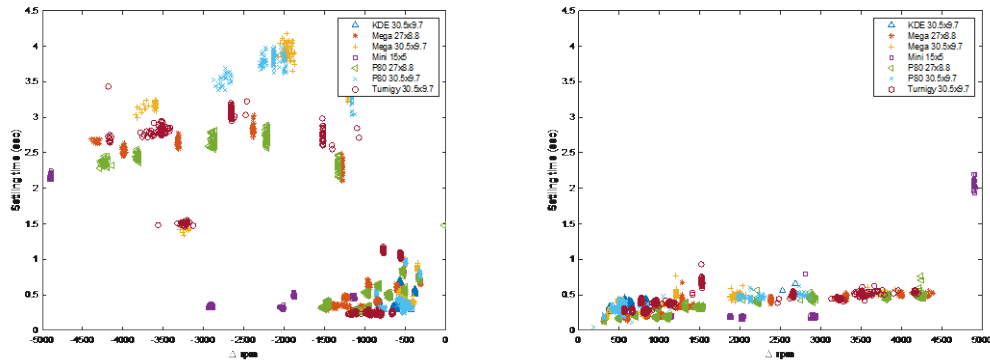 KDE 30.5x9.7
Mega 27x8.8
Mega 30.5x9.7
Mini 15x5
P80 27x8.8
P80 30.5x9.7
Turnigy 30.5x9.7
4.5
4
3.5
3
2.5
2
1.5
1
0.5
0
Settling time (sec)
-5000 -4500 -4000 -3500 -3000 -2500 -2000 -1500 -1000 -500 0
Δ rpm
KDE 30.5x9.7
Mega 27x8.8
Mega 30.5x9.7
Mini 15x5
P80 27x8.8
P80 30.5x9.7
Turnigy 30.5x9.7
4.5
4
3.5
3
2.5
2
1.5
1
0.5
0
Settling time (sec)
0 500 1000 1500 2000 2500 3000 3500 4000 4500 5000
Δ rpm